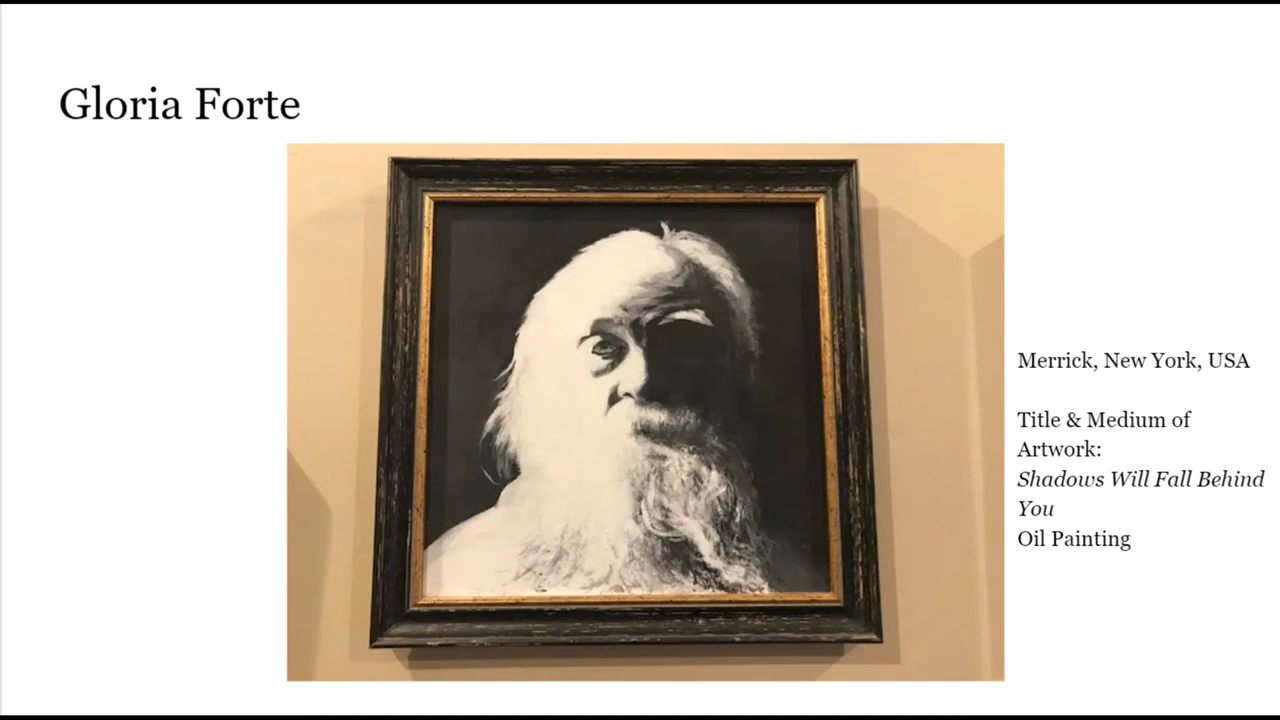 Gloria Forte
Merrick, New York, USA
Title & Medium of
Artwork:
Shadows Will Fall Behind
You
Oil Painting